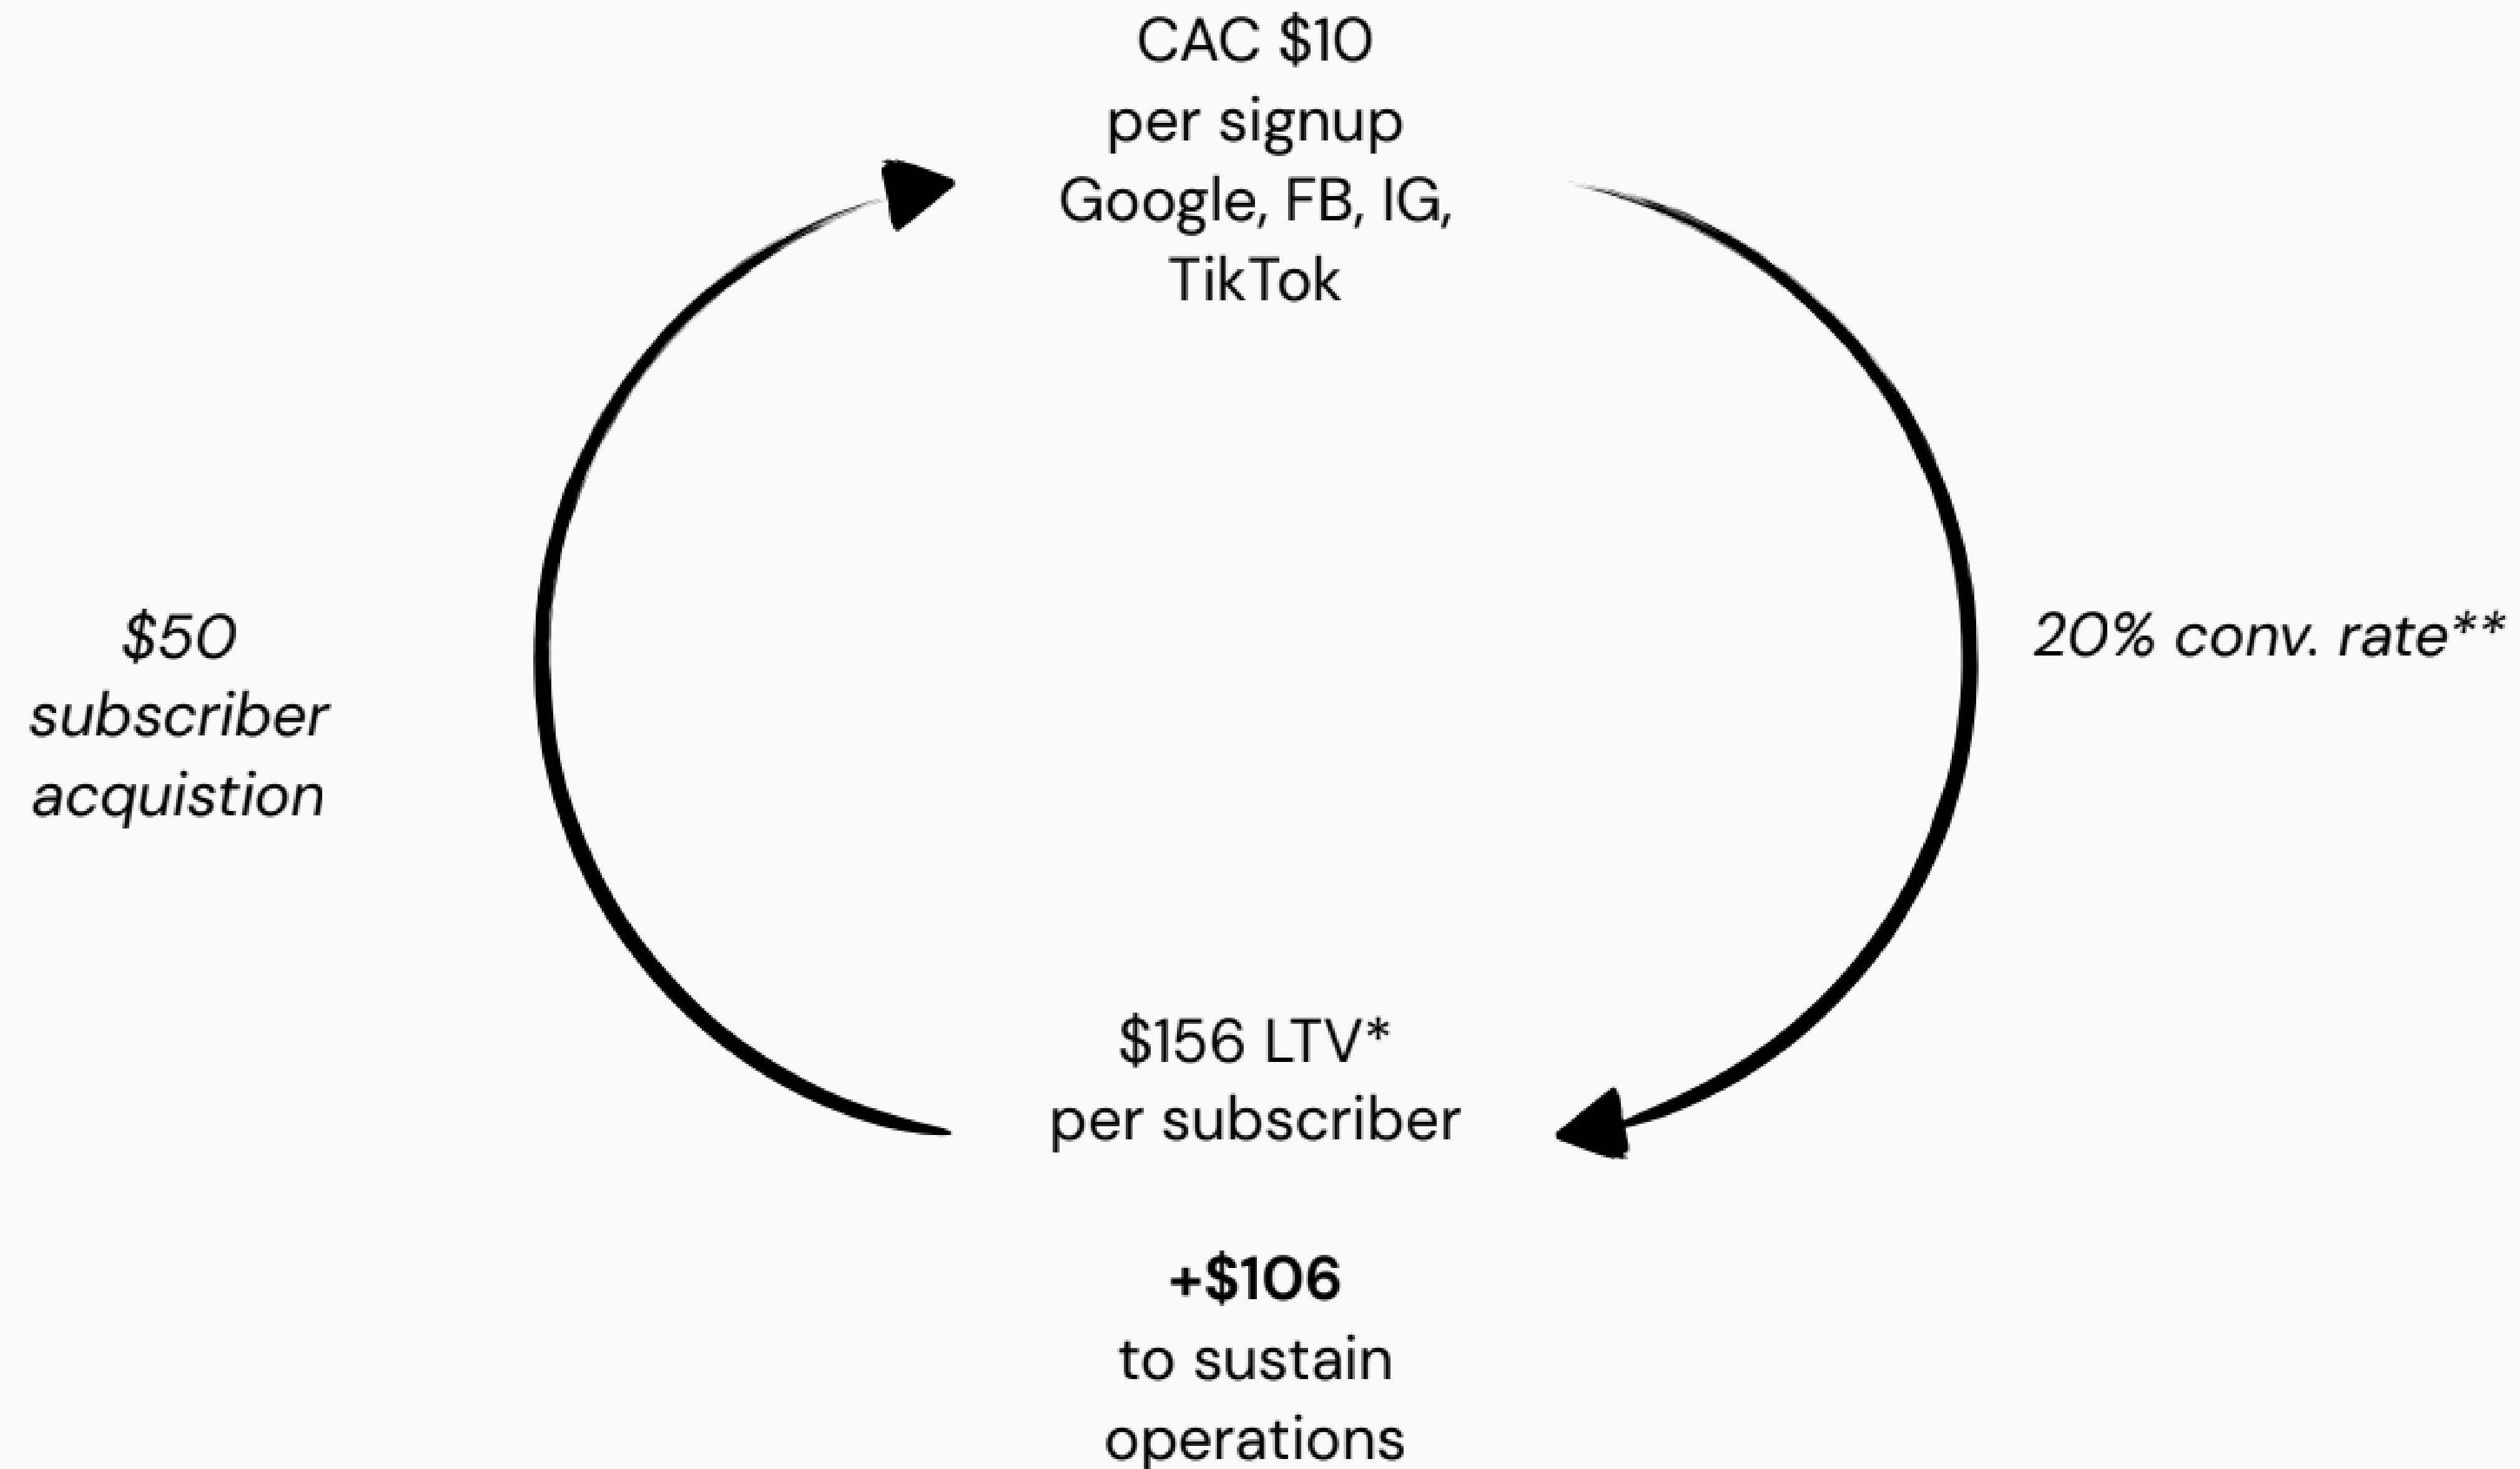 CAC $10
per signup
Google, FB, IG,
TikTok
$50
subscriber
acquistion
20% conv. rate**
$156 LTV*
per subscriber
+$106
to sustain
operations